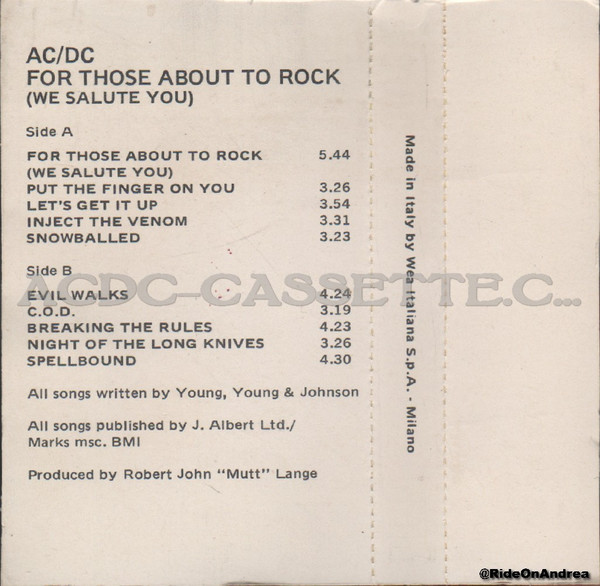 AC/DC
FOR THOSE ABOUT TO ROCK
(WE SALUTE YOU)
Side A
FOR THOSE ABOUT TO ROCK 5.44
(WE SALUTE YOU)
PUT THE FINGER ON YOU 3.26
LET'S GET IT UP 3.54
INJECT THE VENOM 3.31
SNOWBALLED 3.23
Side B
ACDC-CASSETTE.C...
EVIL WALKS 4.24
C.O.D. 3.19
BREAKING THE RULES 4.23
NIGHT OF THE LONG KNIVES 3.26
SPELLBOUND 4.30
All songs written by Young, Young & Johnson
All songs published by J. Albert Ltd./
Marks msc. BMI
Produced by Robert John "Mutt" Lange
Made in Italy by Wea Italiana S.p.A. - Milano
@RideOnAndrea